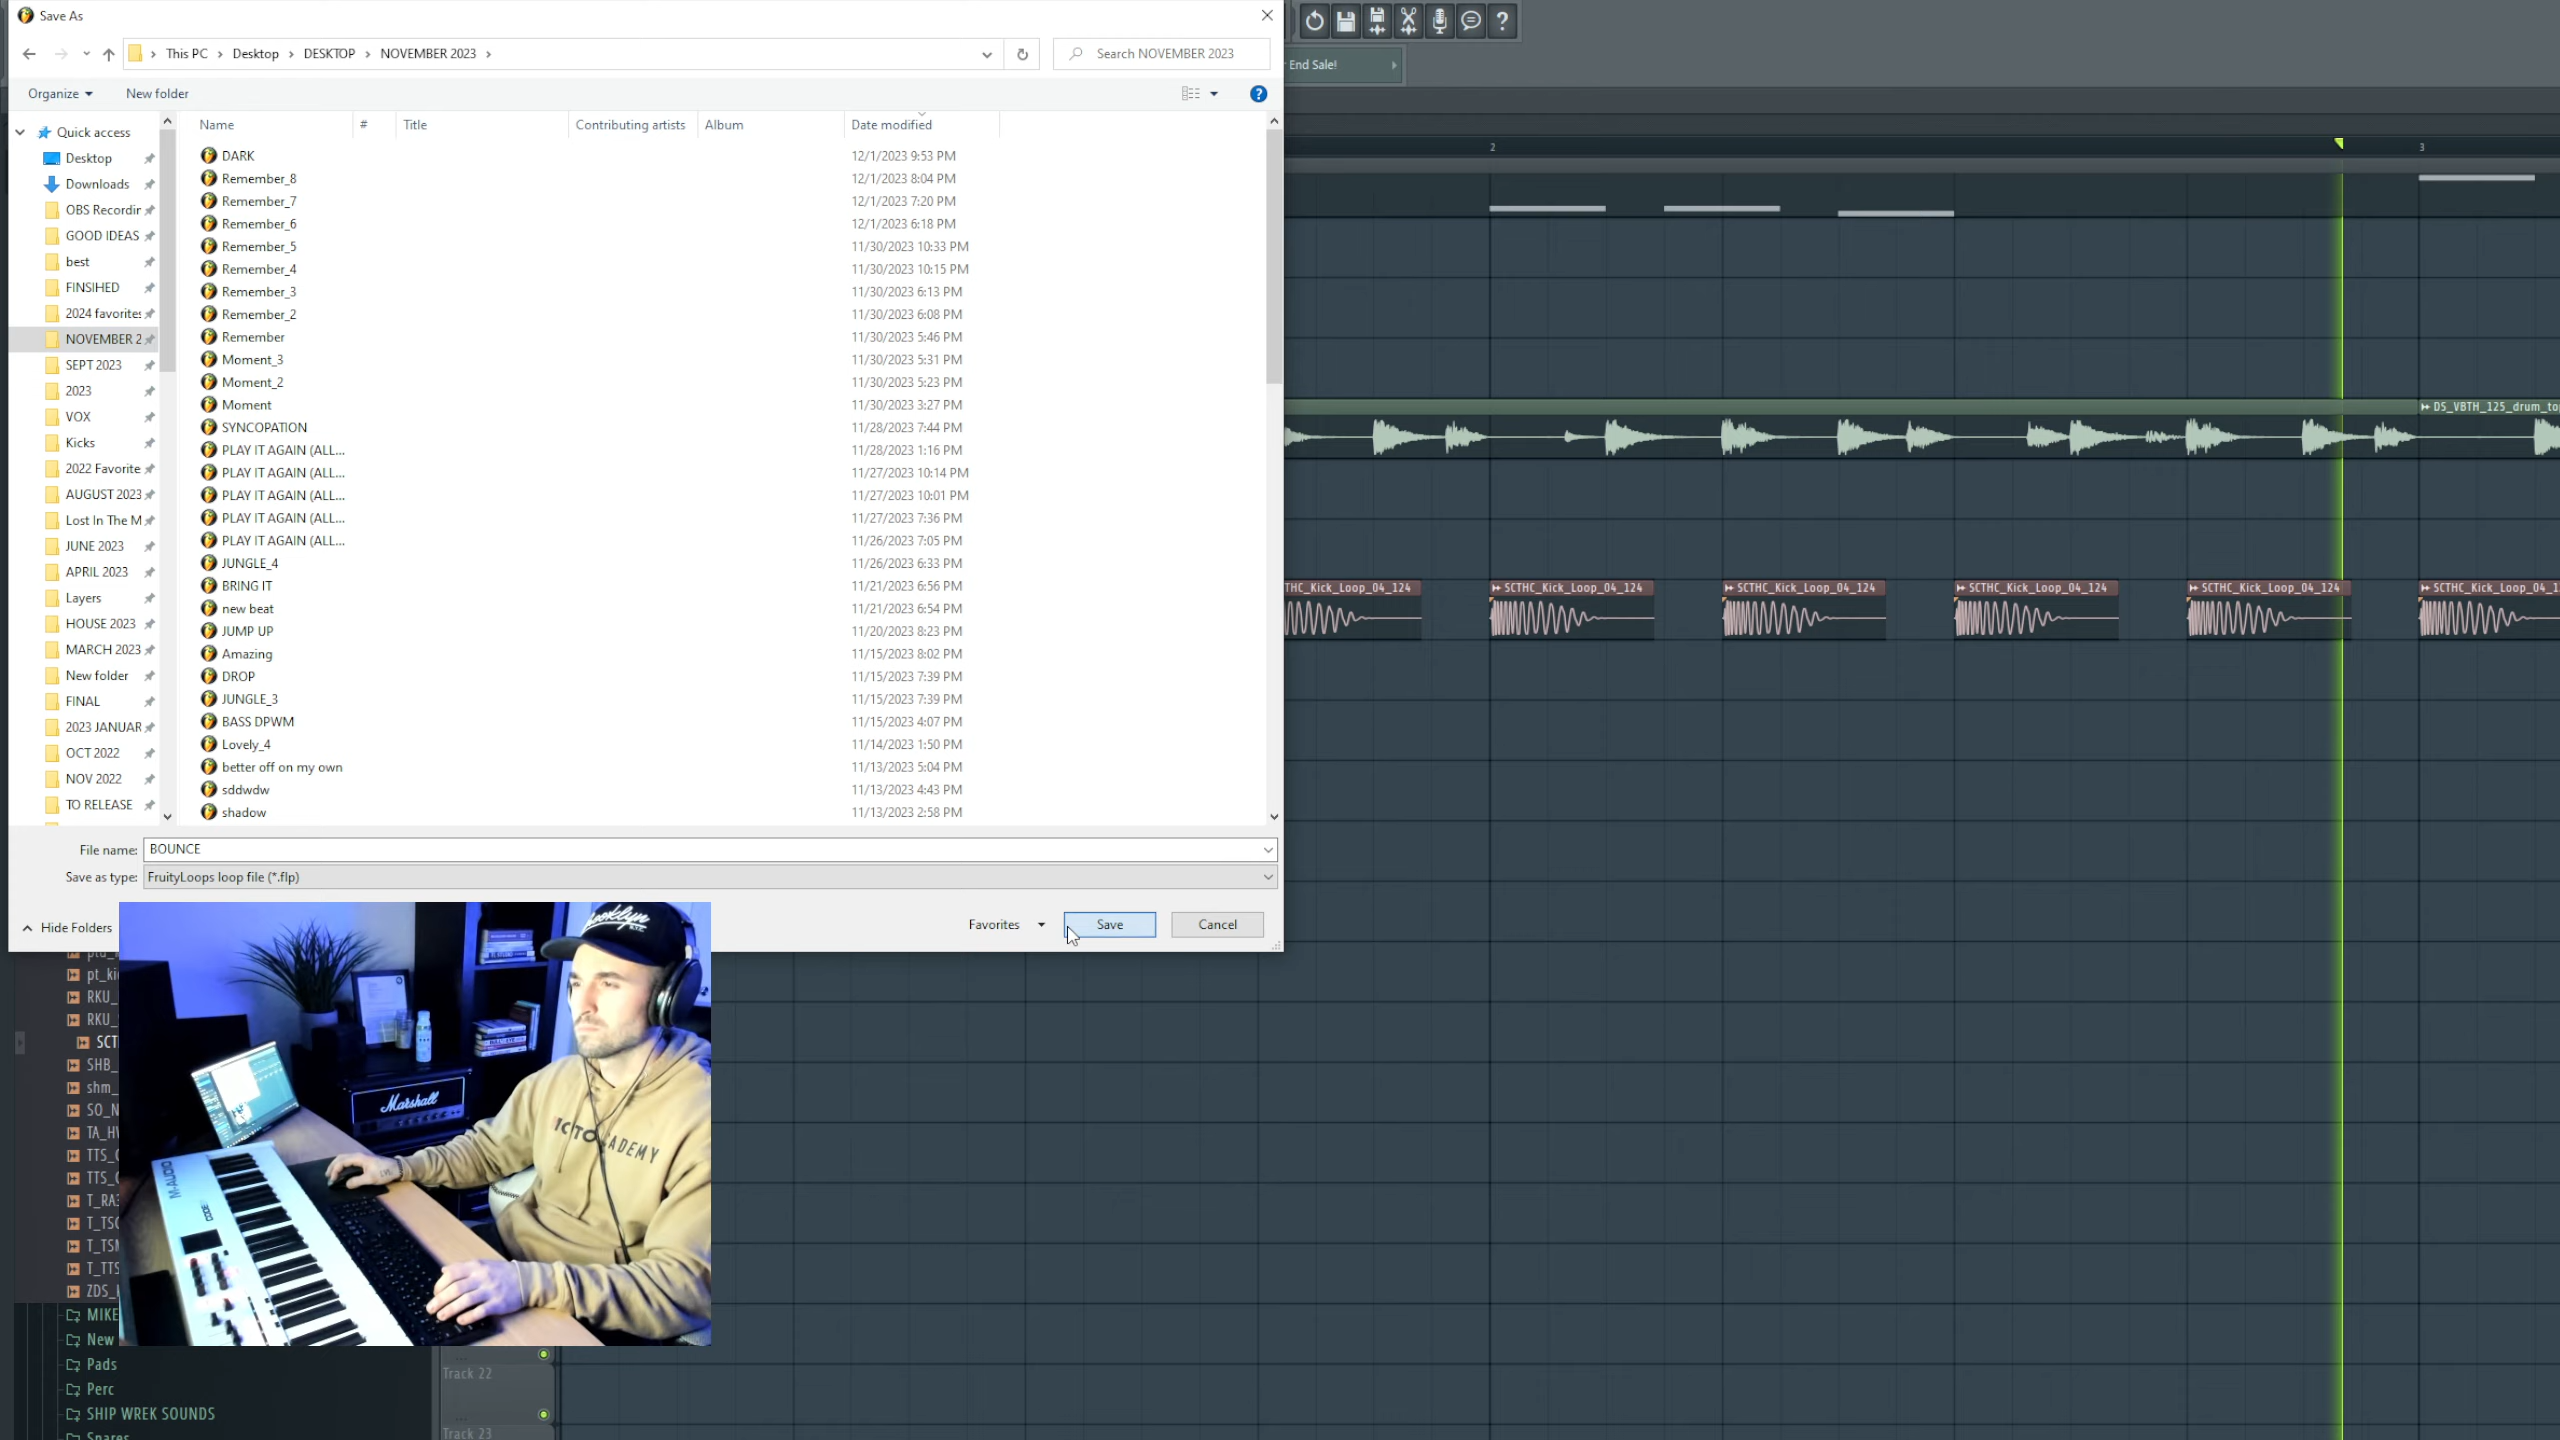 Save As
This PC > Desktop > DESKTOP > NOVEMBER 2023 >
Search NOVEMBER 2023
End Sale!
Organize
New folder
Name
#
Title
Contributing artists
Album
Date modified
Quick access
Desktop
Downloads
OBS Recordir
GOOD IDEAS
best
FINSIHED
2024 favorites
NOVEMBER 2
SEPT 2023
2023
VOX
Kicks
2022 Favorite
AUGUST 2023
Lost In The M
JUNE 2023
APRIL 2023
Layers
HOUSE 2023
MARCH 2023
New folder
FINAL
2023 JANUAR
OCT 2022
NOV 2022
TO RELEASE
DARK 12/1/2023 9:53 PM
Remember_8 12/1/2023 8:04 PM
Remember_7 12/1/2023 7:20 PM
Remember_6 12/1/2023 6:18 PM
Remember_5 11/30/2023 10:33 PM
Remember_4 11/30/2023 10:15 PM
Remember_3 11/30/2023 6:13 PM
Remember_2 11/30/2023 6:08 PM
Remember 11/30/2023 5:46 PM
Moment_3 11/30/2023 5:31 PM
Moment_2 11/30/2023 5:23 PM
Moment 11/30/2023 3:27 PM
SYNCOPATION 11/28/2023 7:44 PM
PLAY IT AGAIN (ALL... 11/28/2023 1:16 PM
PLAY IT AGAIN (ALL... 11/27/2023 10:14 PM
PLAY IT AGAIN (ALL... 11/27/2023 10:01 PM
PLAY IT AGAIN (ALL... 11/27/2023 7:36 PM
PLAY IT AGAIN (ALL... 11/26/2023 7:05 PM
JUNGLE_4 11/26/2023 6:33 PM
BRING IT 11/21/2023 6:56 PM
new beat 11/21/2023 6:54 PM
JUMP UP 11/20/2023 8:23 PM
Amazing 11/15/2023 8:02 PM
DROP 11/15/2023 7:39 PM
JUNGLE_3 11/15/2023 7:39 PM
BASS DPWM 11/15/2023 4:07 PM
Lovely_4 11/14/2023 1:50 PM
better off on my own 11/13/2023 5:04 PM
sddwdw 11/13/2023 4:43 PM
shadow 11/13/2023 2:58 PM
File name: BOUNCE
Save as type: FruityLoops loop file (*.flp)
Hide Folders
Favorites
Save
Cancel
2
3
DS_VBTH_125_drum_to
THC_Kick_Loop_04_124
SCTHC_Kick_Loop_04_124
SCTHC_Kick_Loop_04_124
SCTHC_Kick_Loop_04_124
SCTHC_Kick_Loop_04_124
SCTHC_Kick_Loop_04_12
pt_ki
RKU_
RKU_
SCT
SHB_
shm_
SO_N
TA_H
TTS_
TTS_
T_RA
T_TS
T_TS
T_TTS
ZDS_
MIKE
New
Pads
Perc
SHIP WREK SOUNDS
Snares
Track 22
Track 23
Brooklyn
Marshall
M-AUDIO
CODE